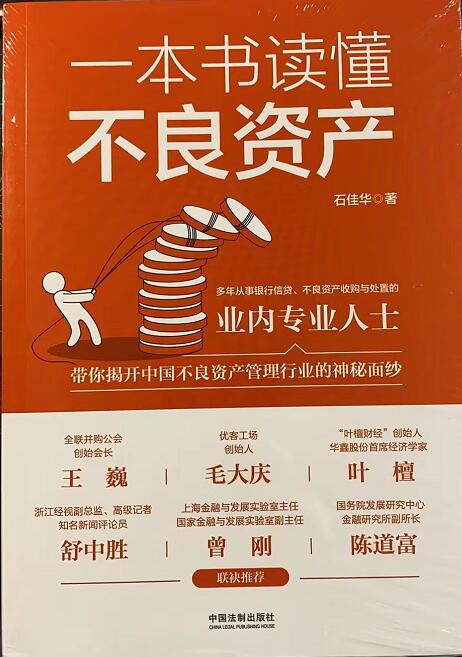 一本书读懂
不良资产
石佳华◎著
多年从事银行信贷、不良资产收购与处置的
业内专业人士
带你揭开中国不良资产管理行业的神秘面纱
全联并购公会
创始会长
王 巍
优客工场
创始人
毛大庆
“叶檀财经”创始人
华鑫股份首席经济学家
叶 檀
浙江经视副总监、高级记者
知名新闻评论员
舒中胜
上海金融与发展实验室主任
国家金融与发展实验室副主任
曾 刚
国务院发展研究中心
金融研究所副所长
陈道富
联袂推荐
中国法制出版社
CHINA LEGAL PUBLISHING HOUSE